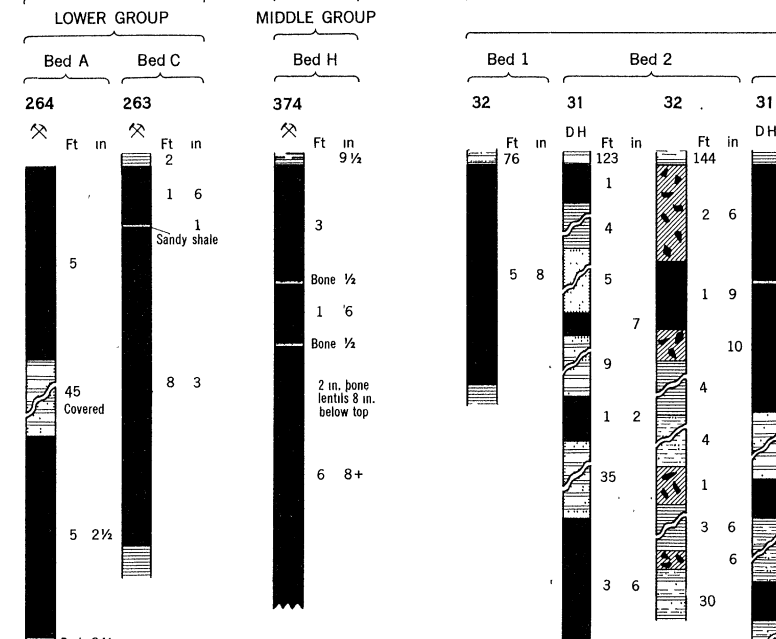 LOWER GROUP
MIDDLE GROUP
Bed A
Bed C
Bed H
Bed 1
Bed 2
264
263
374
32
31
32
31
DH
DH
Ft in
Ft in
Ft in
Ft in
Ft in
Ft in
2
9 ½
76
123
144
1
1 6
2 6
3
4
1
Sandy shale
5
5 8
5
Bone ½
1 9
1 6
7
Bone ½
10
9
8 3
2 in. bone
lentils 8 in.
below top
4
45
Covered
1 2
4
6 8+
35
1
5 2½
3 6
6
3 6
30